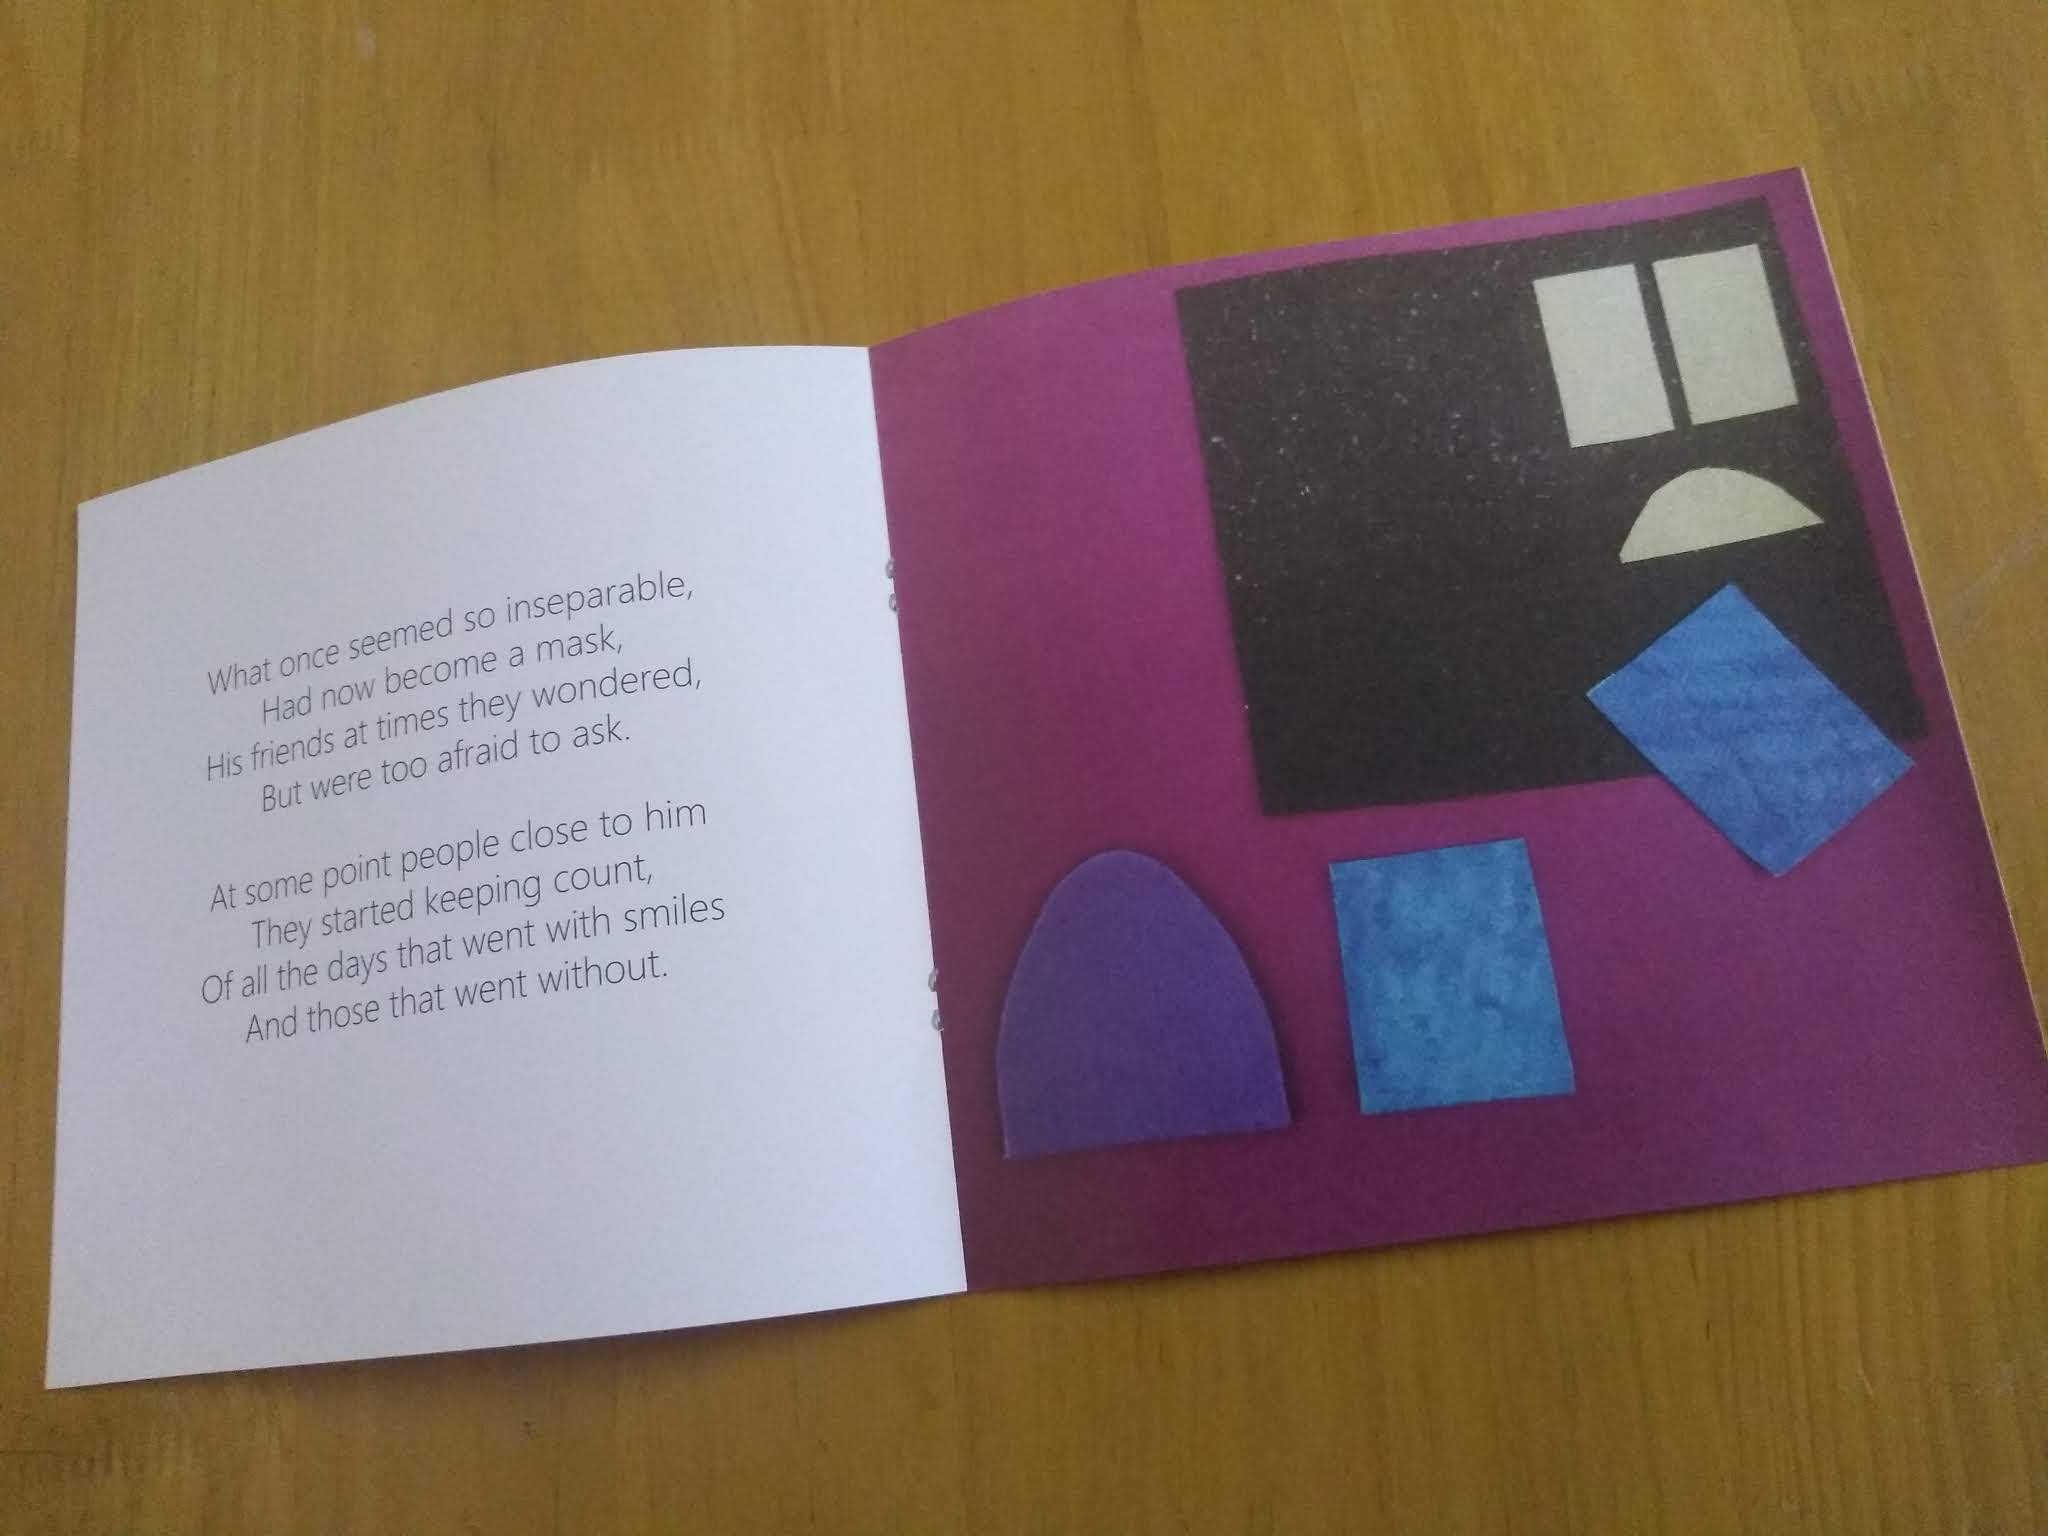 What once seemed so inseparable,
Had now become a mask,
His friends at times they wondered,
But were too afraid to ask.
At some point people close to him
They started keeping count,
Of all the days that went with smiles
And those that went without.